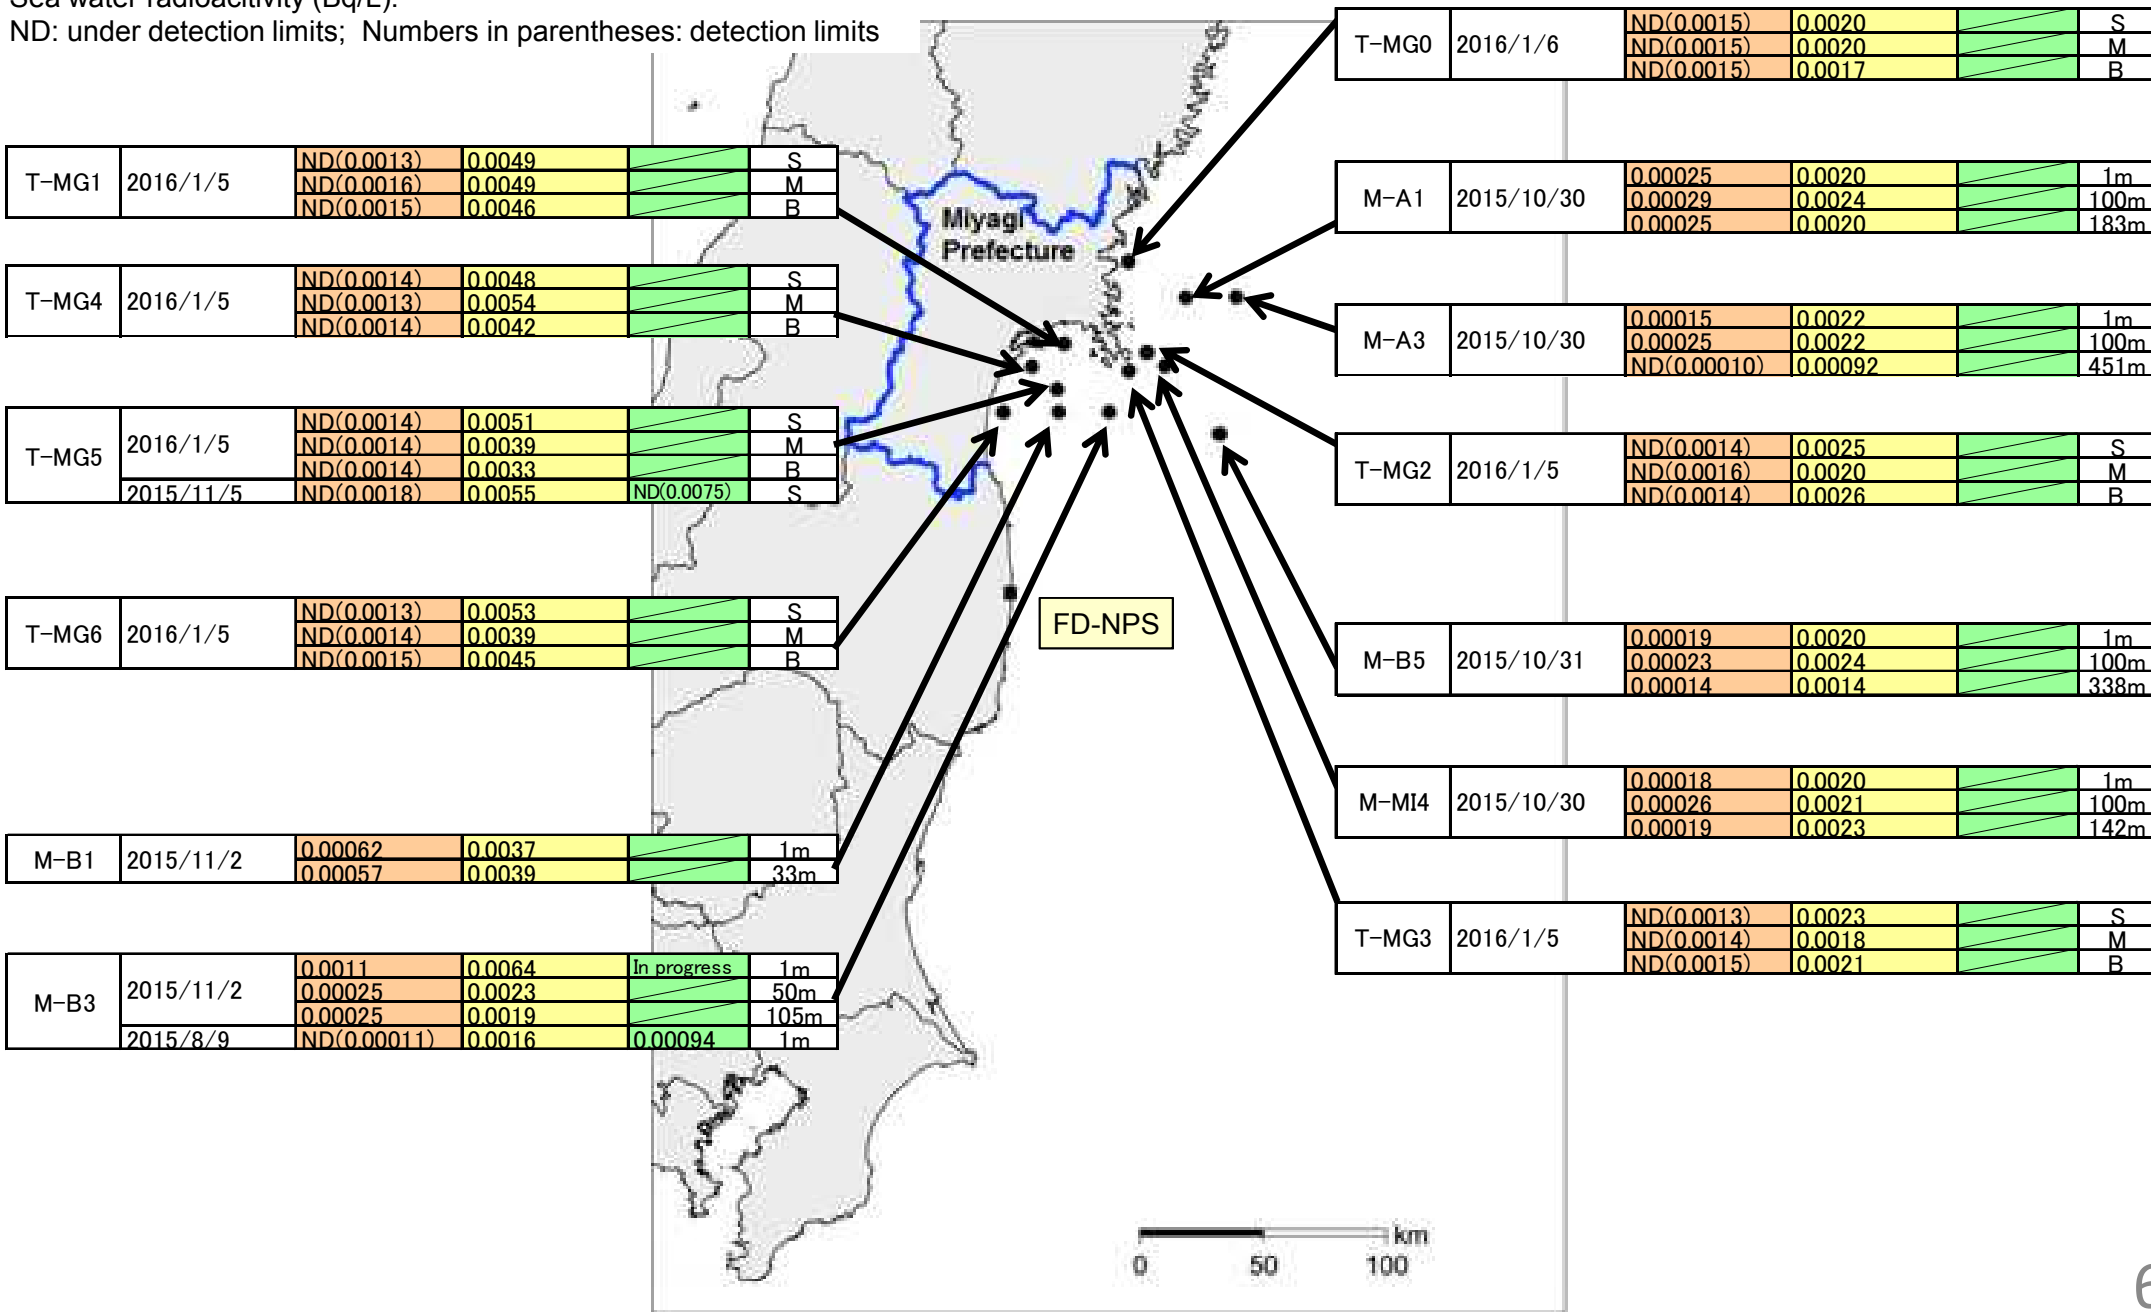 Sea water radioacitivity (Bq/L).
ND: under detection limits; Numbers in parentheses: detection limits
T-MG1 2016/1/5 ND(0.0013) 0.0049 S
ND(0.0016) 0.0049 M
ND(0.0015) 0.0046 B
T-MG4 2016/1/5 ND(0.0014) 0.0048 S
ND(0.0013) 0.0054 M
ND(0.0014) 0.0042 B
T-MG5 2016/1/5 ND(0.0014) 0.0051 S
ND(0.0014) 0.0039 M
ND(0.0014) 0.0033 B
2015/11/5 ND(0.0018) 0.0055 ND(0.0075) S
T-MG6 2016/1/5 ND(0.0013) 0.0053 S
ND(0.0014) 0.0039 M
ND(0.0015) 0.0045 B
M-B1 2015/11/2 0.00062 0.0037 1m
0.00057 0.0039 33m
M-B3 2015/11/2 0.0011 0.0064 In progress 1m
0.00025 0.0023 50m
0.00025 0.0019 105m
2015/8/9 ND(0.00011) 0.0016 0.00094 1m
Miyagi
Prefecture
FD-NPS
T-MG0 2016/1/6 ND(0.0015) 0.0020 S
ND(0.0015) 0.0020 M
ND(0.0015) 0.0017 B
M-A1 2015/10/30 0.00025 0.0020 1m
0.00029 0.0024 100m
0.00025 0.0020 183m
M-A3 2015/10/30 0.00015 0.0022 1m
0.00025 0.0022 100m
ND(0.00010) 0.00092 451m
T-MG2 2016/1/5 ND(0.0014) 0.0025 S
ND(0.0016) 0.0020 M
ND(0.0014) 0.0026 B
M-B5 2015/10/31 0.00019 0.0020 1m
0.00023 0.0024 100m
0.00014 0.0014 338m
M-MI4 2015/10/30 0.00018 0.0020 1m
0.00026 0.0021 100m
0.00019 0.0023 142m
T-MG3 2016/1/5 ND(0.0013) 0.0023 S
ND(0.0014) 0.0018 M
ND(0.0015) 0.0021 B
km
0 50 100
6